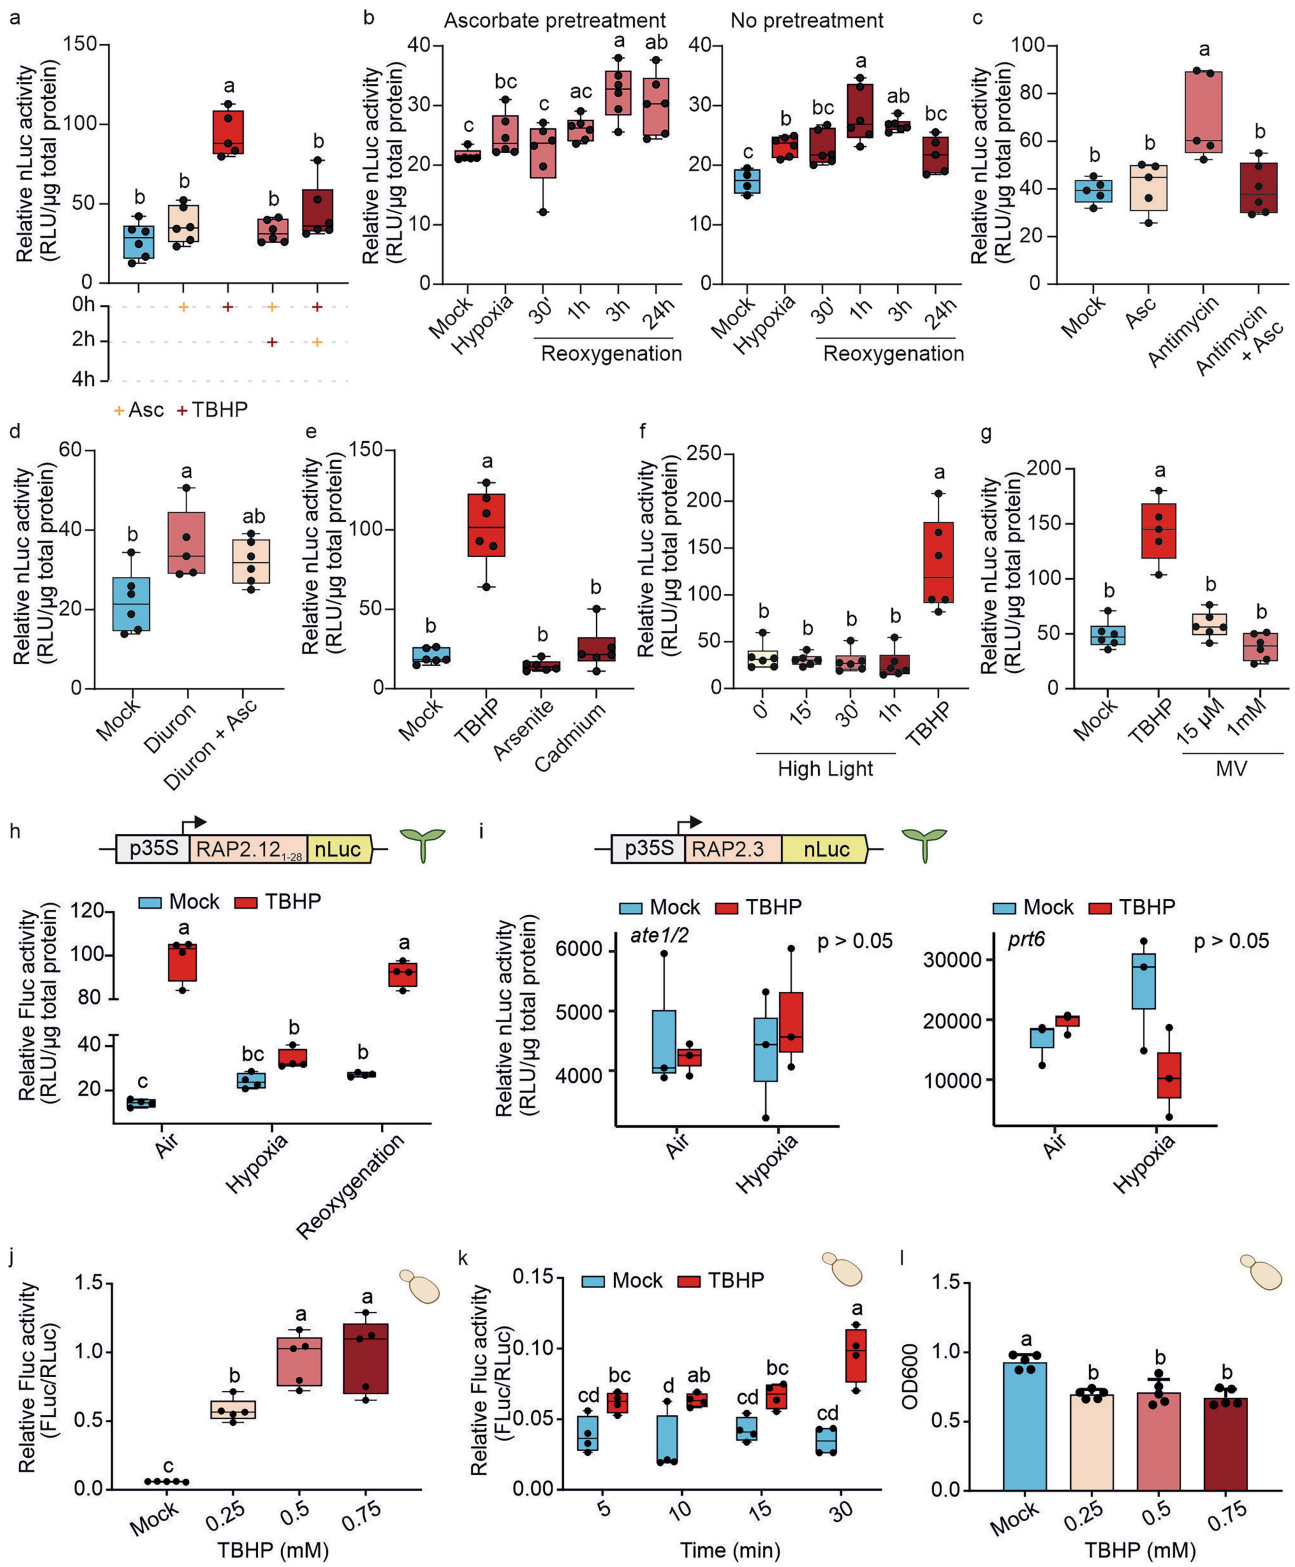 a
Relative nLuc activity
(RLU/µg total protein)
150
100
50
0
b
b
a
b
b
0h
2h
4h
+ Asc + TBHP
b
Ascorbate pretreatment
No pretreatment
Relative nLuc activity
(RLU/µg total protein)
40
30
20
10
0
c
bc
c
ac
a
ab
Mock
Hypoxia
30'
1h
3h
24h
Reoxygenation
40
30
20
10
0
c
b
bc
a
ab
c
Mock
Hypoxia
30'
1h
3h
24h
Reoxygenation
c
Relative nLuc activity
(RLU/µg total protein)
100
80
60
40
20
0
b
b
a
b
Mock
Asc
Antimycin
Antimycin
+ Asc
d
Relative nLuc activity
(RLU/µg total protein)
60
40
20
0
b
a
ab
Mock
Diuron
Diuron + Asc
e
Relative nLuc activity
(RLU/µg total protein)
150
100
50
0
b
a
b
b
Mock
TBHP
Arsenite
Cadmium
f
Relative nLuc activity
(RLU/µg total protein)
250
200
150
100
50
0
b
b
b
b
a
0'
15'
30'
1h
TBHP
High Light
g
Relative nLuc activity
(RLU/µg total protein)
200
150
100
50
0
b
a
b
b
Mock
TBHP
15 µM
1mM
MV
h
p35S RAP2.12₁₋₂₈ nLuc
Mock TBHP
Relative Fluc activity
(RLU/µg total protein)
120
100
80
40
20
c
a
bc
b
b
a
Air
Hypoxia
Reoxygenation
i
p35S RAP2.3 nLuc
Mock TBHP
ate1/2
p > 0.05
Relative nLuc activity
(RLU/µg total protein)
6000
5000
4000
Air
Hypoxia
Mock TBHP
prt6
p > 0.05
30000
20000
10000
Air
Hypoxia
j
Relative Fluc activity
(FLuc/RLuc)
1.5
1.0
0.5
0.0
c
b
a
a
Mock
0.25
0.5
0.75
TBHP (mM)
k
Mock TBHP
Relative Fluc activity
(FLuc/RLuc)
0.15
0.10
0.05
0.00
cd
bc
d
ab
cd
bc
cd
a
5
10
15
30
Time (min)
l
OD600
1.5
1.0
0.5
0.0
a
b
b
b
Mock
0.25
0.5
0.75
TBHP (mM)